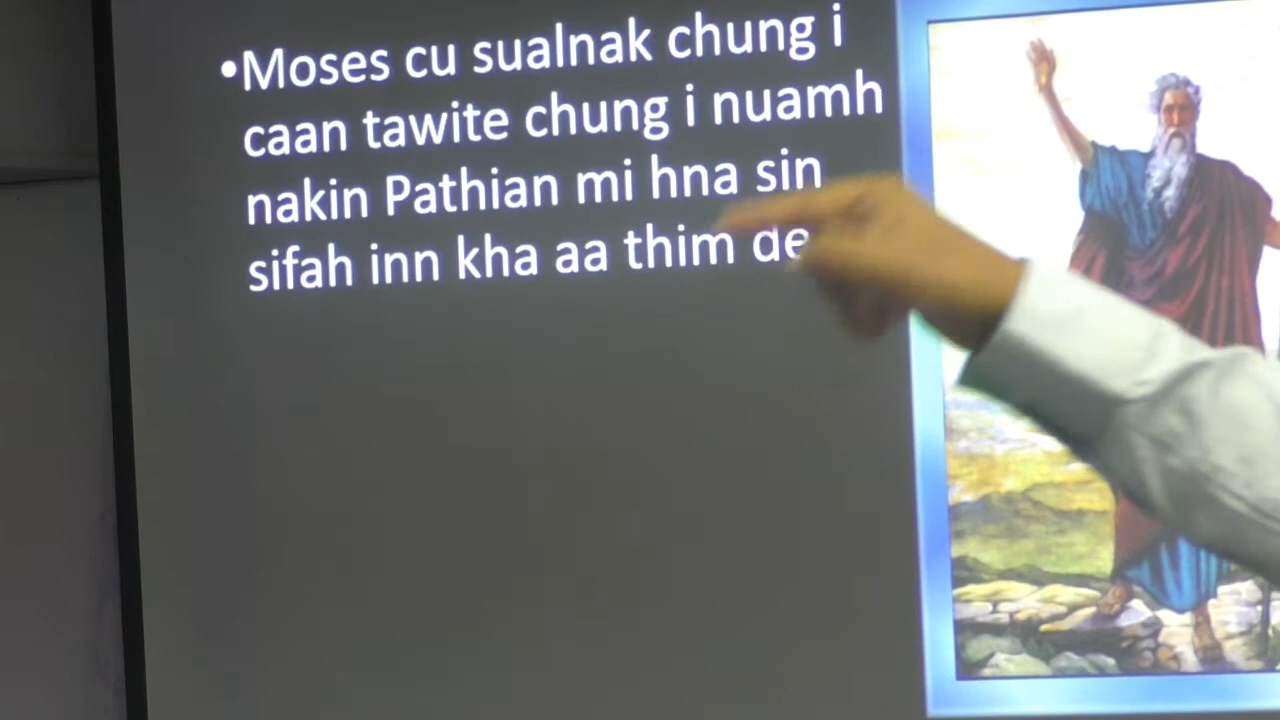 •Moses cu sualnak chung i
caan tawite chung i nuamh
nakin Pathian mi hna sin
sifah inn kha aa thim